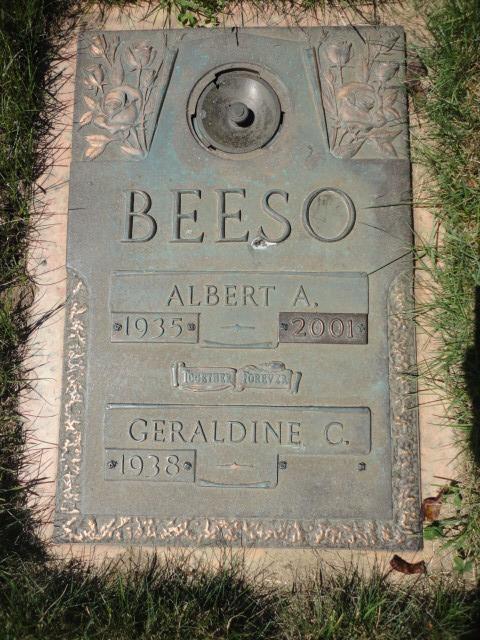 BEESO
ALBERT A.
1935 2001
TOGETHER FOREVER
GERALDINE C.
1938